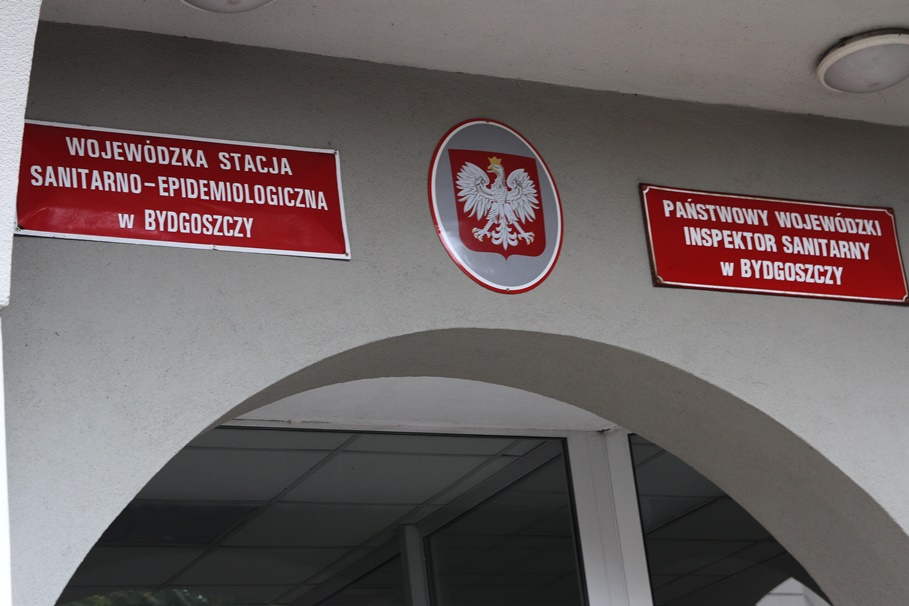 WOJEWÓDZKA STACJA
SANITARNO-EPIDEMIOLOGICZNA
w BYDGOSZCZY
PAŃSTWOWY WOJEWÓDZKI
INSPEKTOR SANITARNY
w BYDGOSZCZY